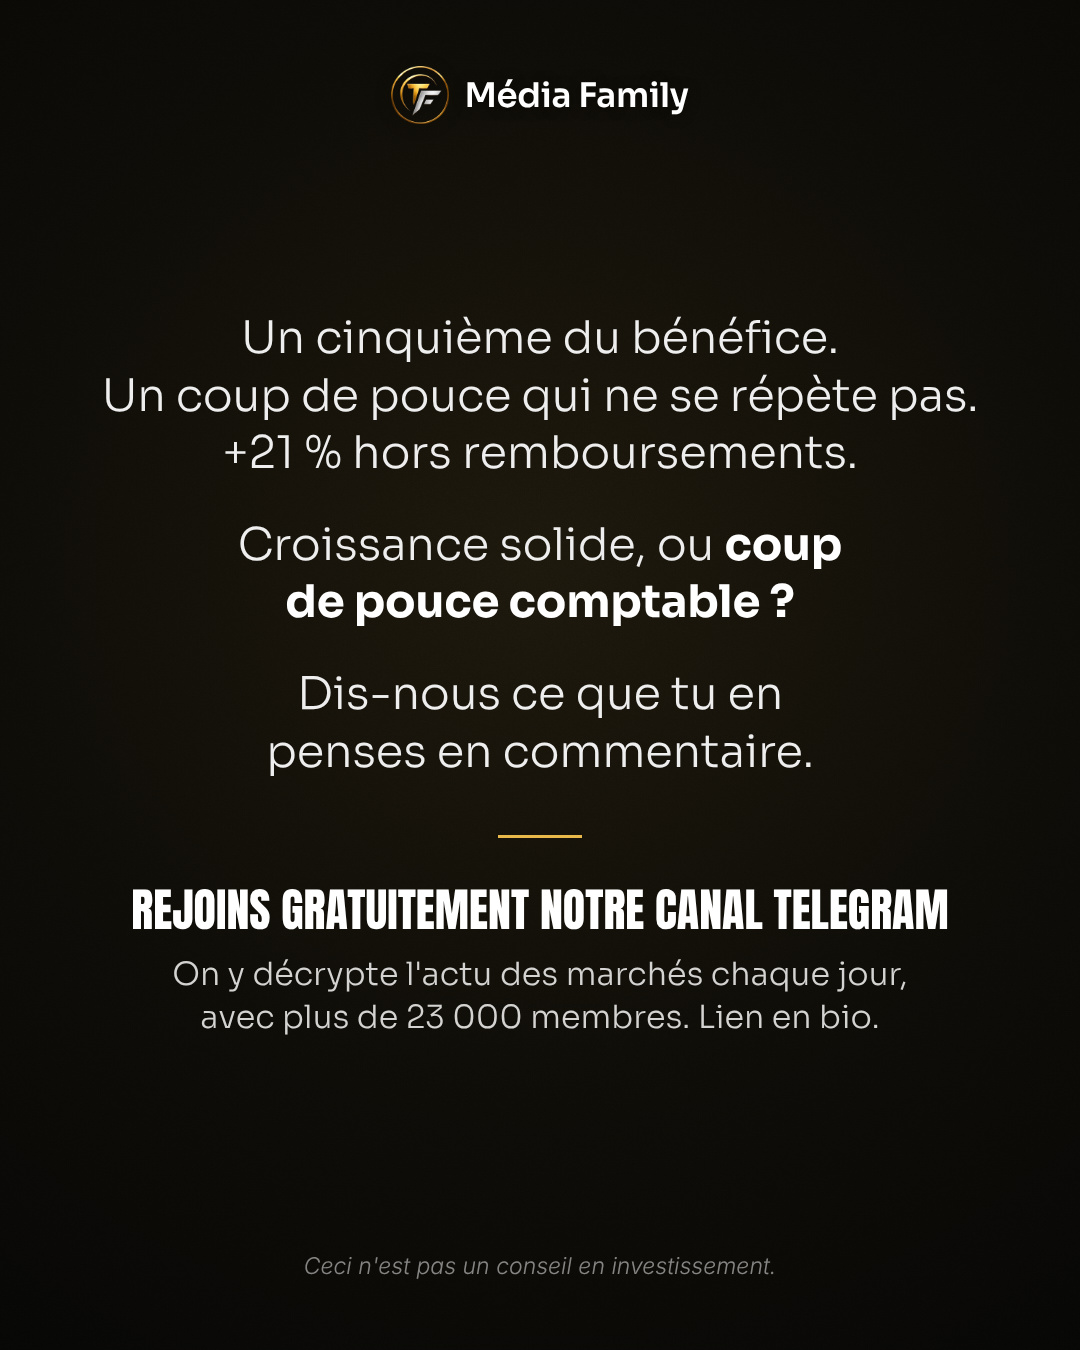 TF Média Family
Un cinquième du bénéfice.
Un coup de pouce qui ne se répète pas.
+21 % hors remboursements.
Croissance solide, ou coup
de pouce comptable ?
Dis-nous ce que tu en
penses en commentaire.
REJOINS GRATUITEMENT NOTRE CANAL TELEGRAM
On y décrypte l'actu des marchés chaque jour,
avec plus de 23 000 membres. Lien en bio.
Ceci n'est pas un conseil en investissement.